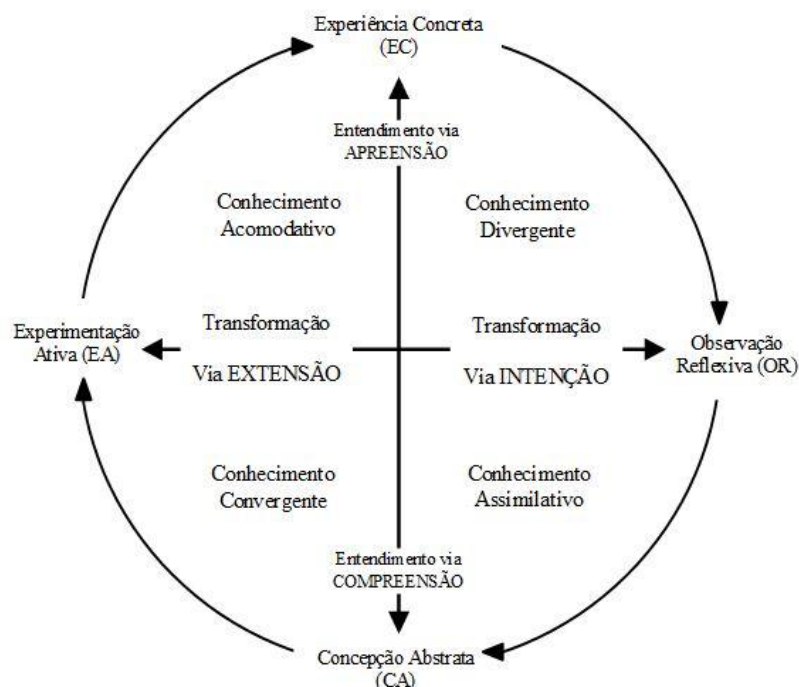 Experiência Concreta
(EC)
Entendimento via
APREENSÃO
Conhecimento
Acomodativo
Conhecimento
Divergente
Experimentação
Ativa (EA)
Transformação
Via EXTENSÃO
Transformação
Via INTENÇÃO
Observação
Reflexiva (OR)
Conhecimento
Convergente
Conhecimento
Assimilativo
Entendimento via
COMPREENSÃO
Concepção Abstrata
(CA)